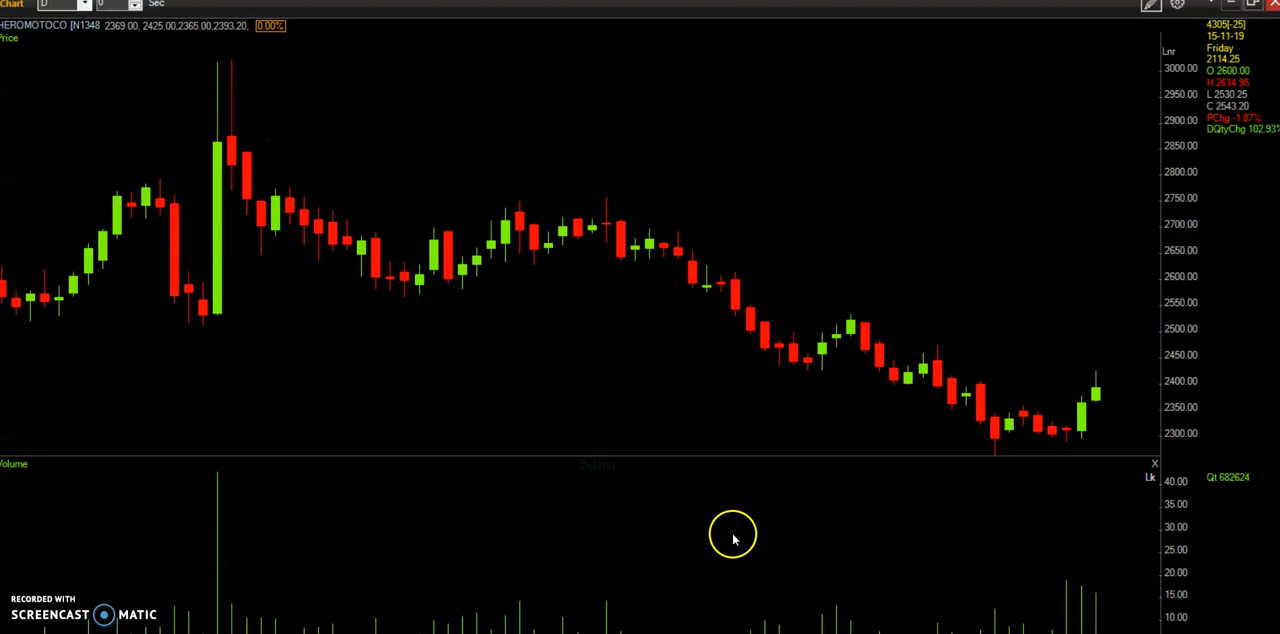 Chart D 0 Sec
HEROMOTOCO [N1348 2369.00, 2425.00,2365.00,2393.20, 0.00%
Price
Lnr
3000.00
2950.00
2900.00
2850.00
2800.00
2750.00
2700.00
2650.00
2600.00
2550.00
2500.00
2450.00
2400.00
2350.00
2300.00
4305[-25]
15-11-19
Friday
2114.25
O 2600.00
H 2614.95
L 2530.25
C 2543.20
PChg -1.87%
DQtyChg 102.93%
Volume
X
Lk
40.00
35.00
30.00
25.00
20.00
15.00
10.00
Qt 682624
RECORDED WITH
SCREENCAST MATIC